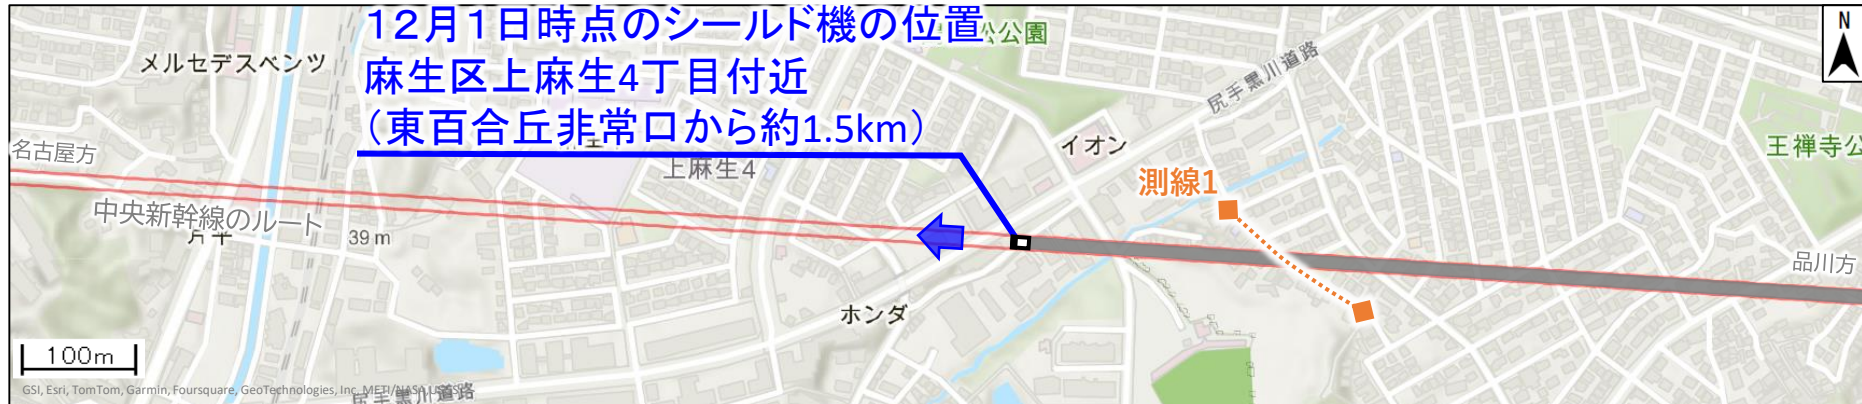 12月1日時点のシールド機の位置
麻生区上麻生4丁目付近
（東百合丘非常口から約1.5km）
松公園
N
メルセデスベンツ
尻手黒川道路
名古屋方
上麻生4
イオン
王禅寺公
測線1
中央新幹線のルート
片平
39m
品川方
ホンダ
100m
GSI, Esri, TomTom, Garmin, Foursquare, GeoTechnologies, Inc, METI/NASA, USGS
尻手黒川道路